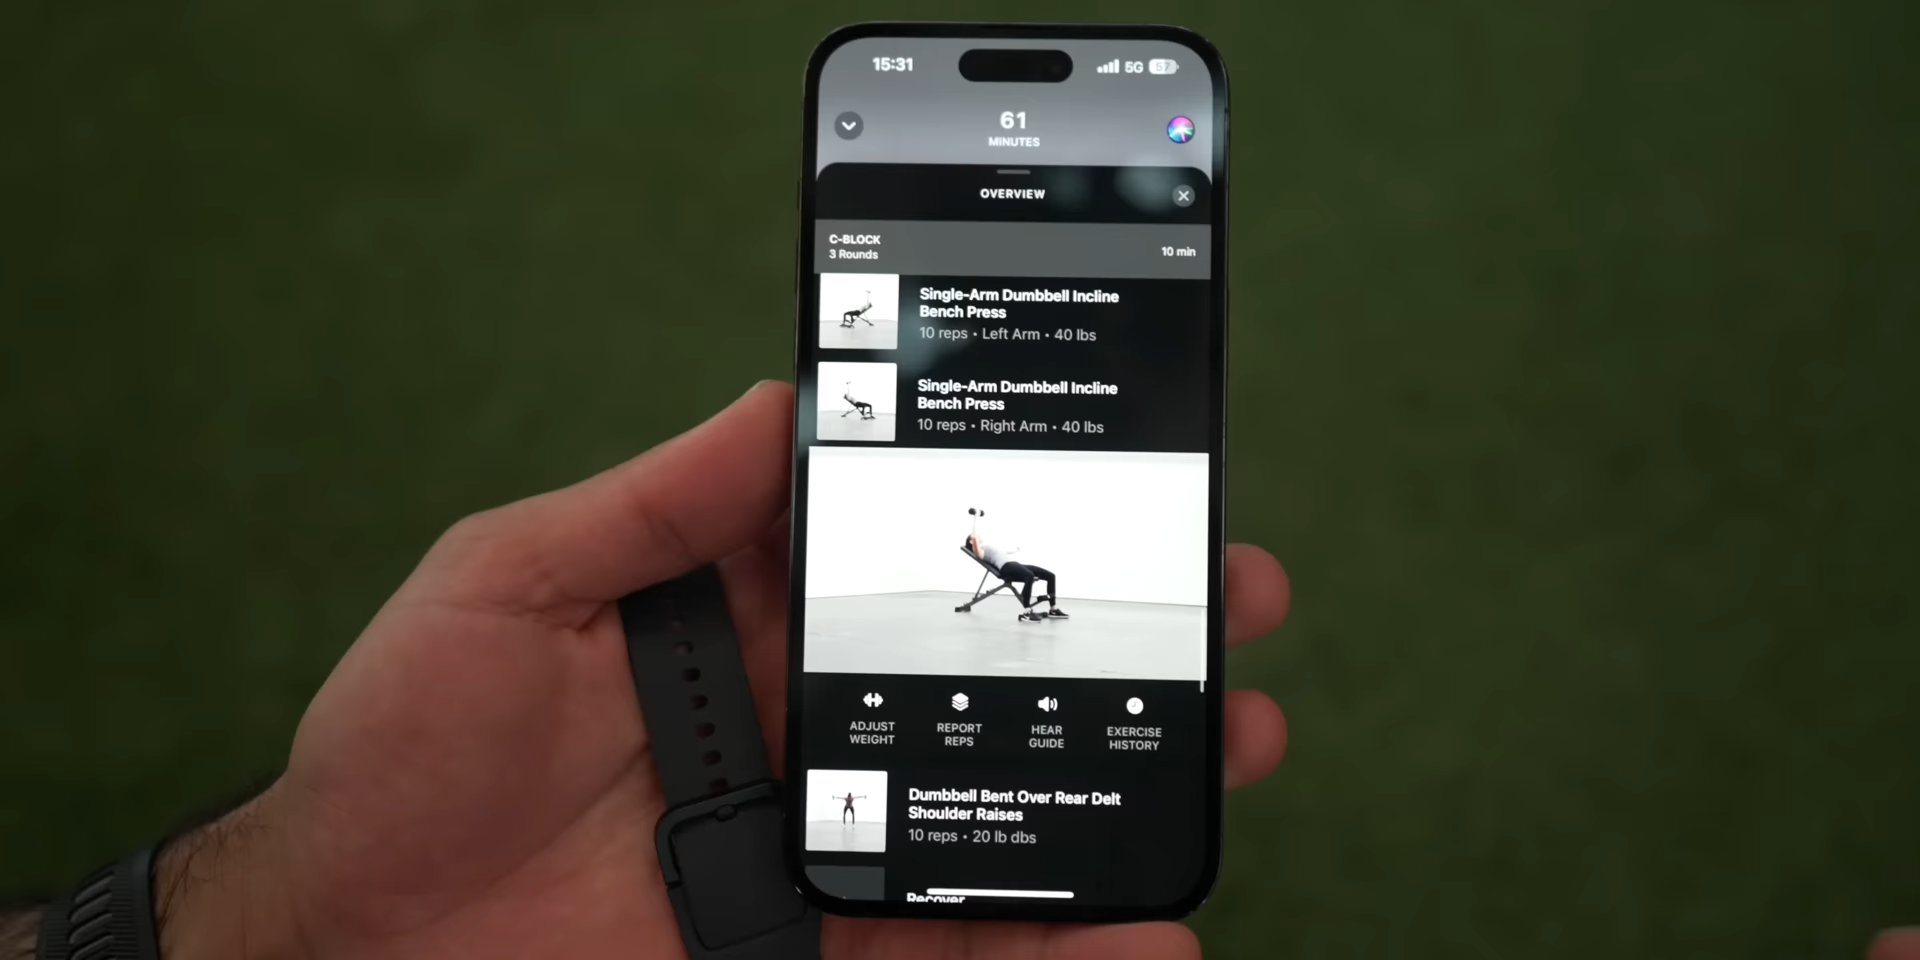 15:31
5G 57
61
MINUTES
OVERVIEW
C-BLOCK
3 Rounds
10 min
Single-Arm Dumbbell Incline
Bench Press
10 reps • Left Arm • 40 lbs
Single-Arm Dumbbell Incline
Bench Press
10 reps • Right Arm • 40 lbs
ADJUST
WEIGHT
REPORT
REPS
HEAR
GUIDE
EXERCISE
HISTORY
Dumbbell Bent Over Rear Delt
Shoulder Raises
10 reps • 20 lb dbs
Recover